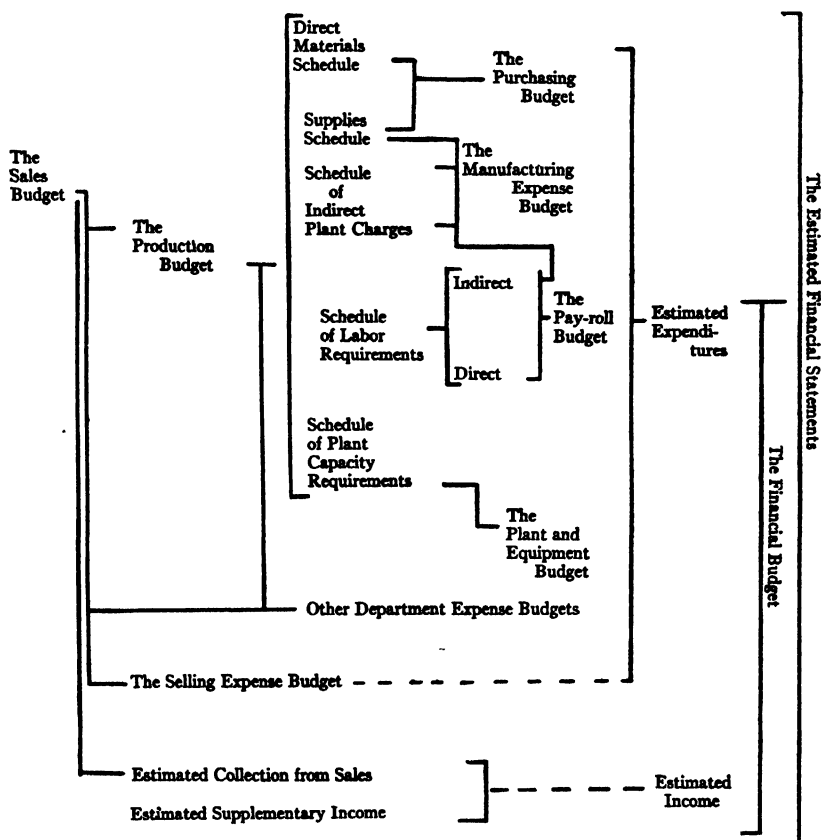 The
Sales
Budget
The
Production
Budget
Direct
Materials
Schedule
Supplies
Schedule
Schedule
of
Indirect
Plant Charges
Schedule
of Labor
Requirements
Schedule
of Plant
Capacity
Requirements
The
Purchasing
Budget
The
Manufacturing
Expense
Budget
Indirect
Direct
The
Pay-roll
Budget
The
Plant and
Equipment
Budget
Other Department Expense Budgets
The Selling Expense Budget
Estimated Collection from Sales
Estimated Supplementary Income
Estimated
Expendi-
tures
Estimated
Income
The Financial Budget
The Estimated Financial Statements